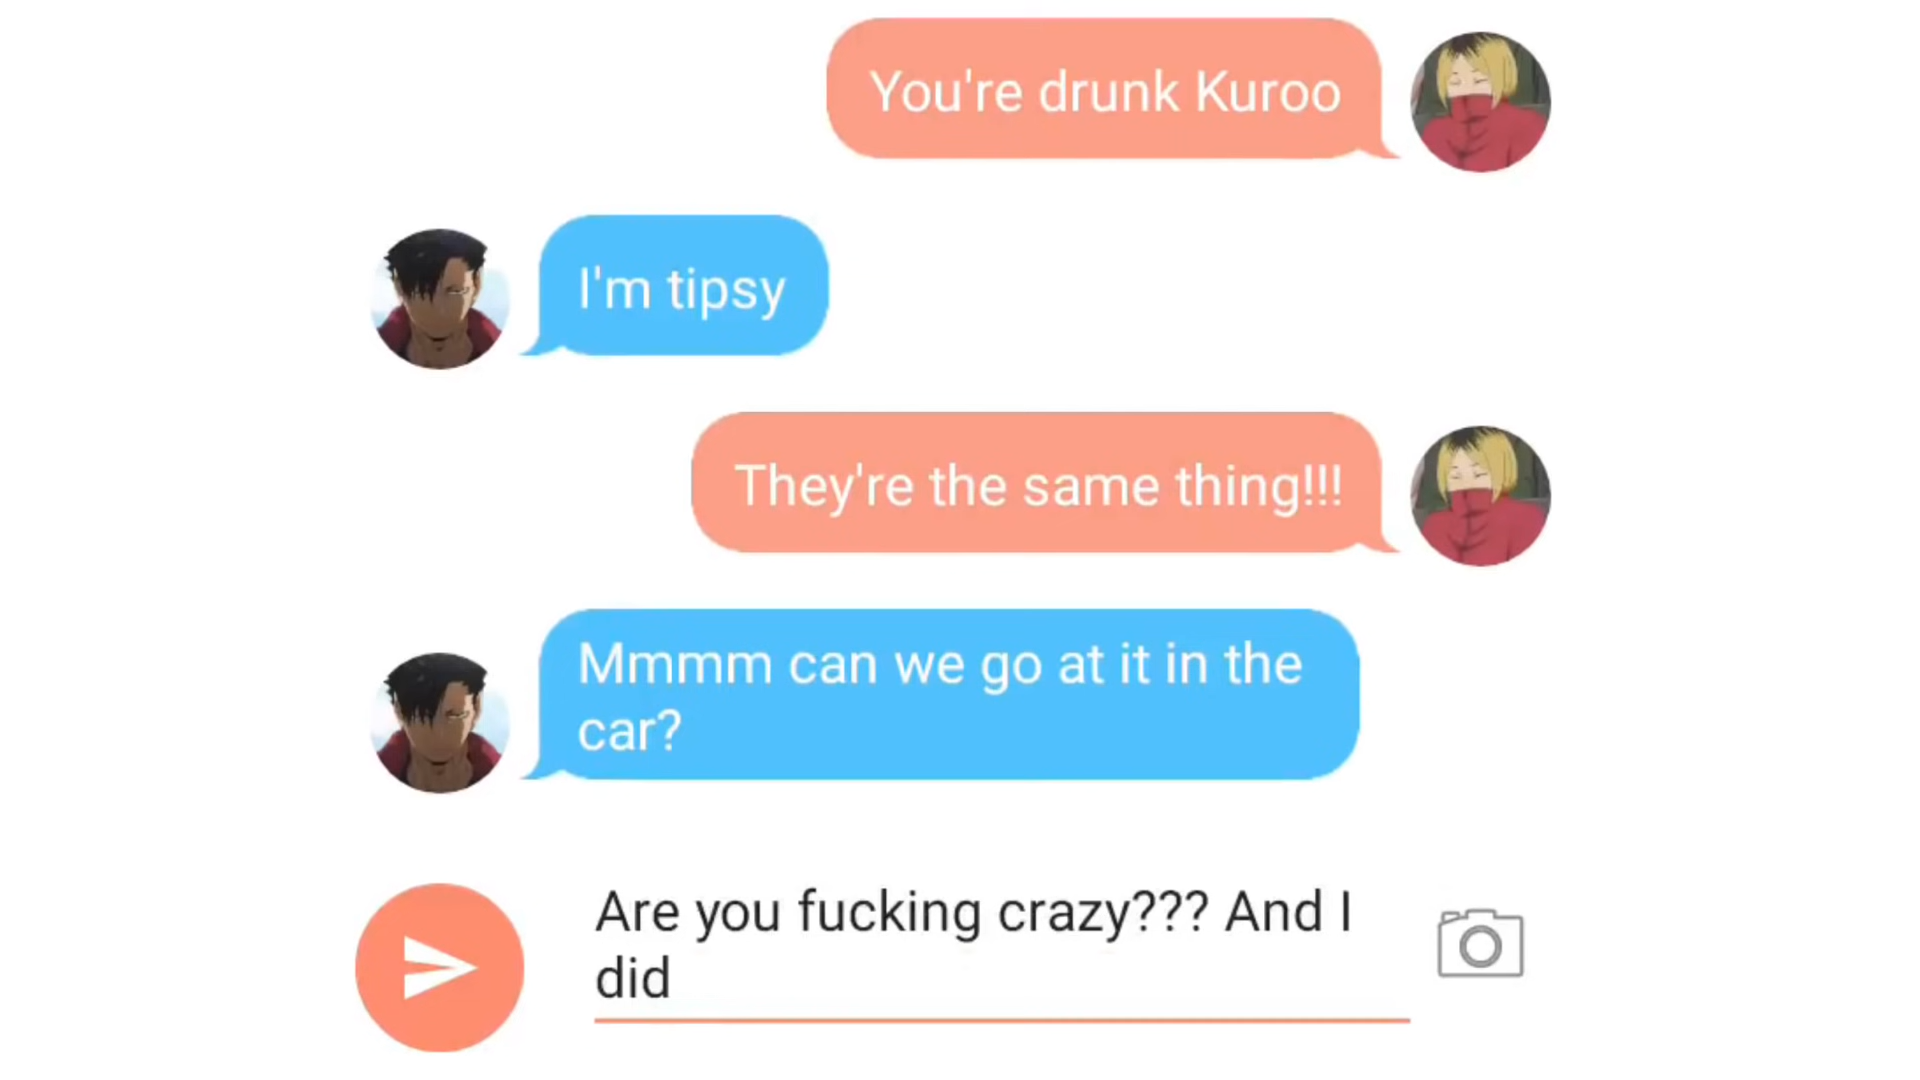 You're drunk Kuroo
I'm tipsy
They're the same thing!!!
Mmmm can we go at it in the
car?
Are you fucking crazy??? And I
did